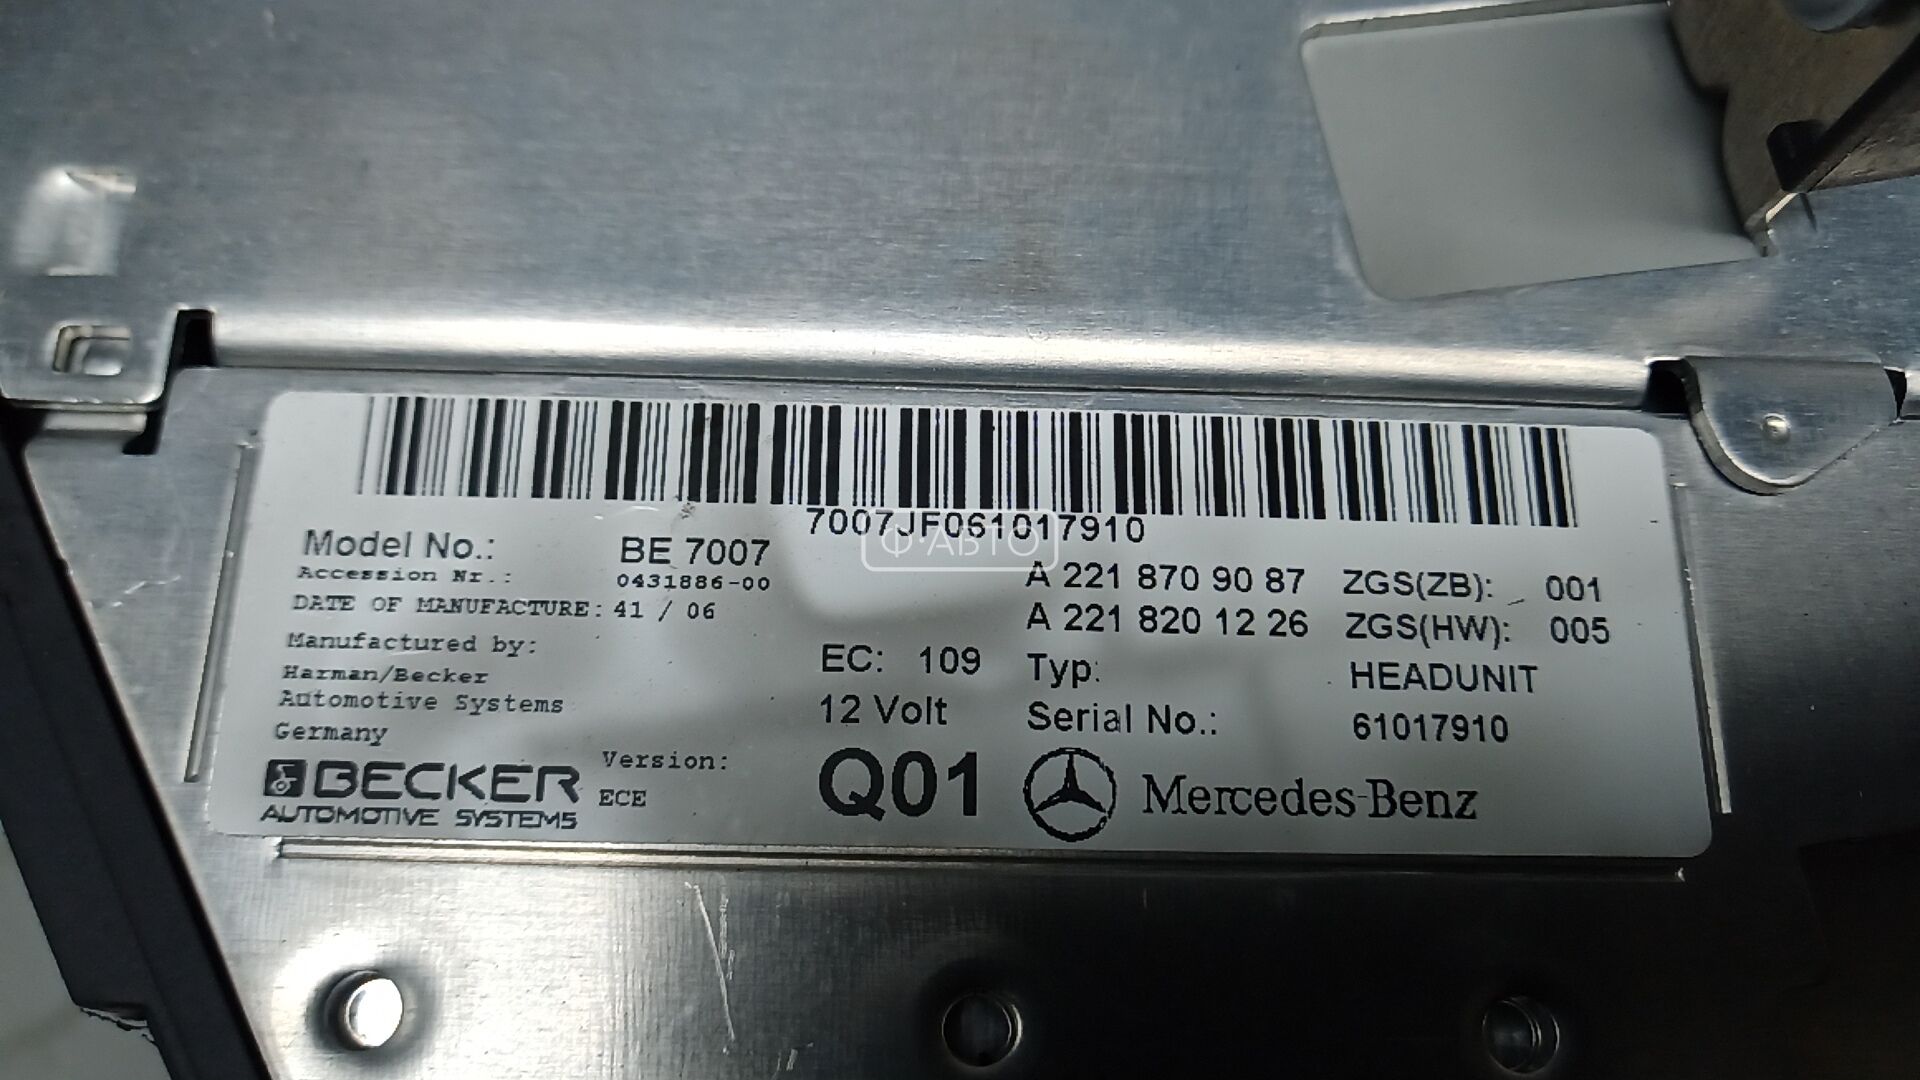 7007JF061017910
Ф·АВТО
Model No.: BE 7007
Accession Nr.: 0431886-00
DATE OF MANUFACTURE: 41 / 06
Manufactured by:
Harman/Becker
Automotive Systems
Germany
BECKER
AUTOMOTIVE SYSTEMS
Version:
ECE
EC: 109
12 Volt
Q01
A 221 870 90 87 ZGS(ZB): 001
A 221 820 12 26 ZGS(HW): 005
Typ: HEADUNIT
Serial No.: 61017910
Mercedes-Benz